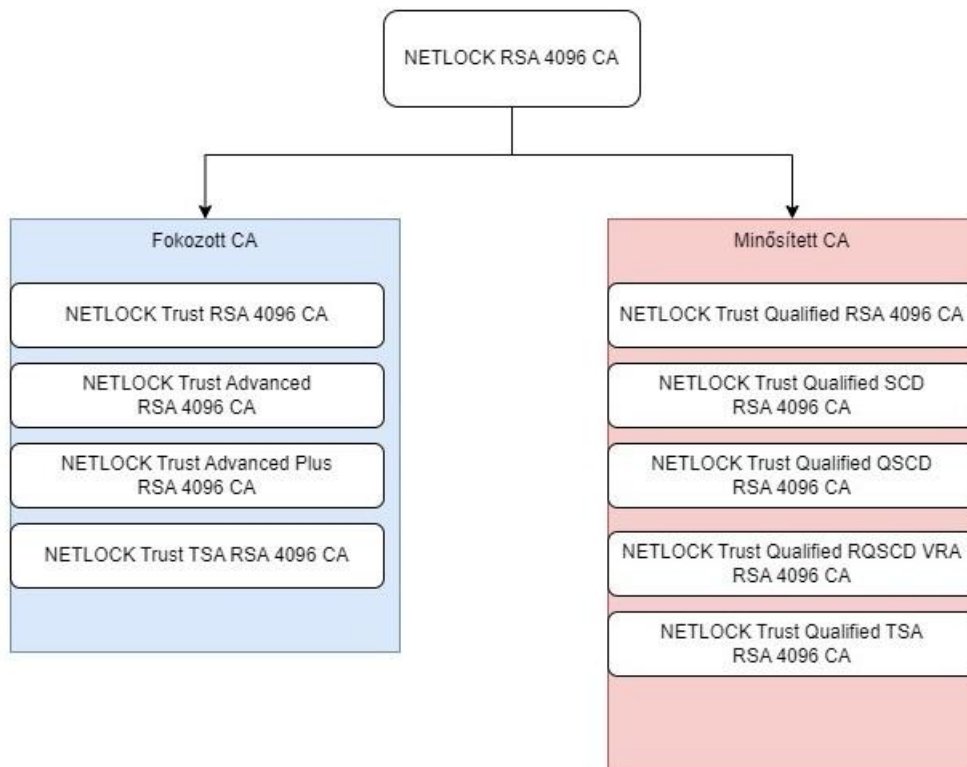 NETLOCK RSA 4096 CA
Fokozott CA
NETLOCK Trust RSA 4096 CA
NETLOCK Trust Advanced
RSA 4096 CA
NETLOCK Trust Advanced Plus
RSA 4096 CA
NETLOCK Trust TSA RSA 4096 CA
Minősített CA
NETLOCK Trust Qualified RSA 4096 CA
NETLOCK Trust Qualified SCD
RSA 4096 CA
NETLOCK Trust Qualified QSCD
RSA 4096 CA
NETLOCK Trust Qualified RQSCD VRA
RSA 4096 CA
NETLOCK Trust Qualified TSA
RSA 4096 CA